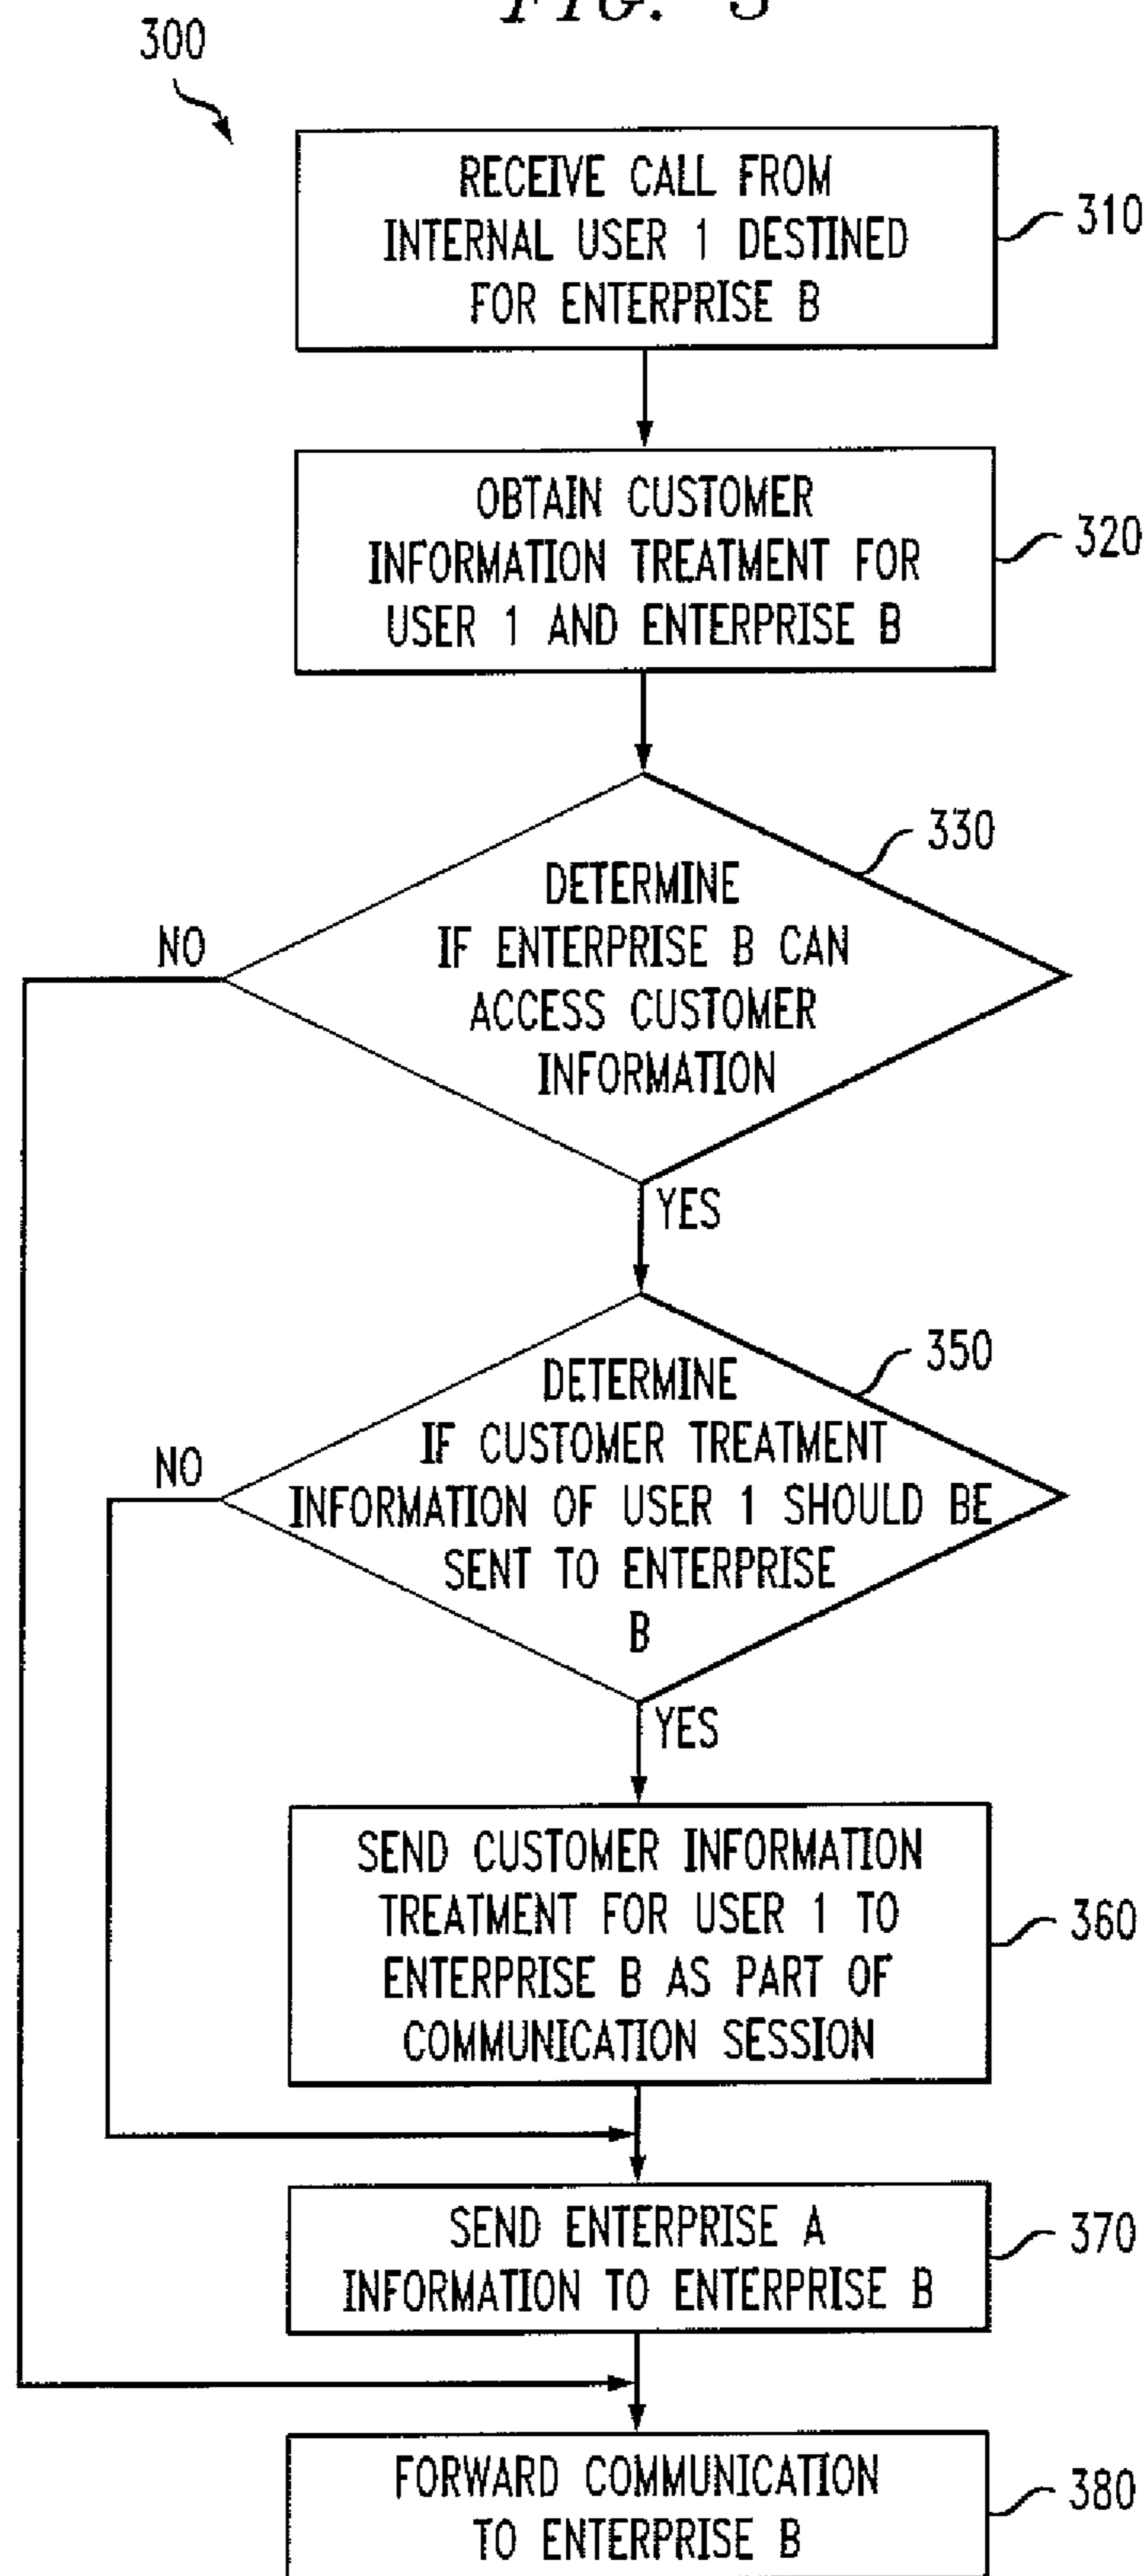 FIG. 3
300
RECEIVE CALL FROM
INTERNAL USER 1 DESTINED
FOR ENTERPRISE B
310
OBTAIN CUSTOMER
INFORMATION TREATMENT FOR
USER 1 AND ENTERPRISE B
320
330
DETERMINE
IF ENTERPRISE B CAN
ACCESS CUSTOMER
INFORMATION
NO
YES
350
DETERMINE
IF CUSTOMER TREATMENT
INFORMATION OF USER 1 SHOULD BE
SENT TO ENTERPRISE
B
NO
YES
SEND CUSTOMER INFORMATION
TREATMENT FOR USER 1 TO
ENTERPRISE B AS PART OF
COMMUNICATION SESSION
360
SEND ENTERPRISE A
INFORMATION TO ENTERPRISE B
370
FORWARD COMMUNICATION
TO ENTERPRISE B
380